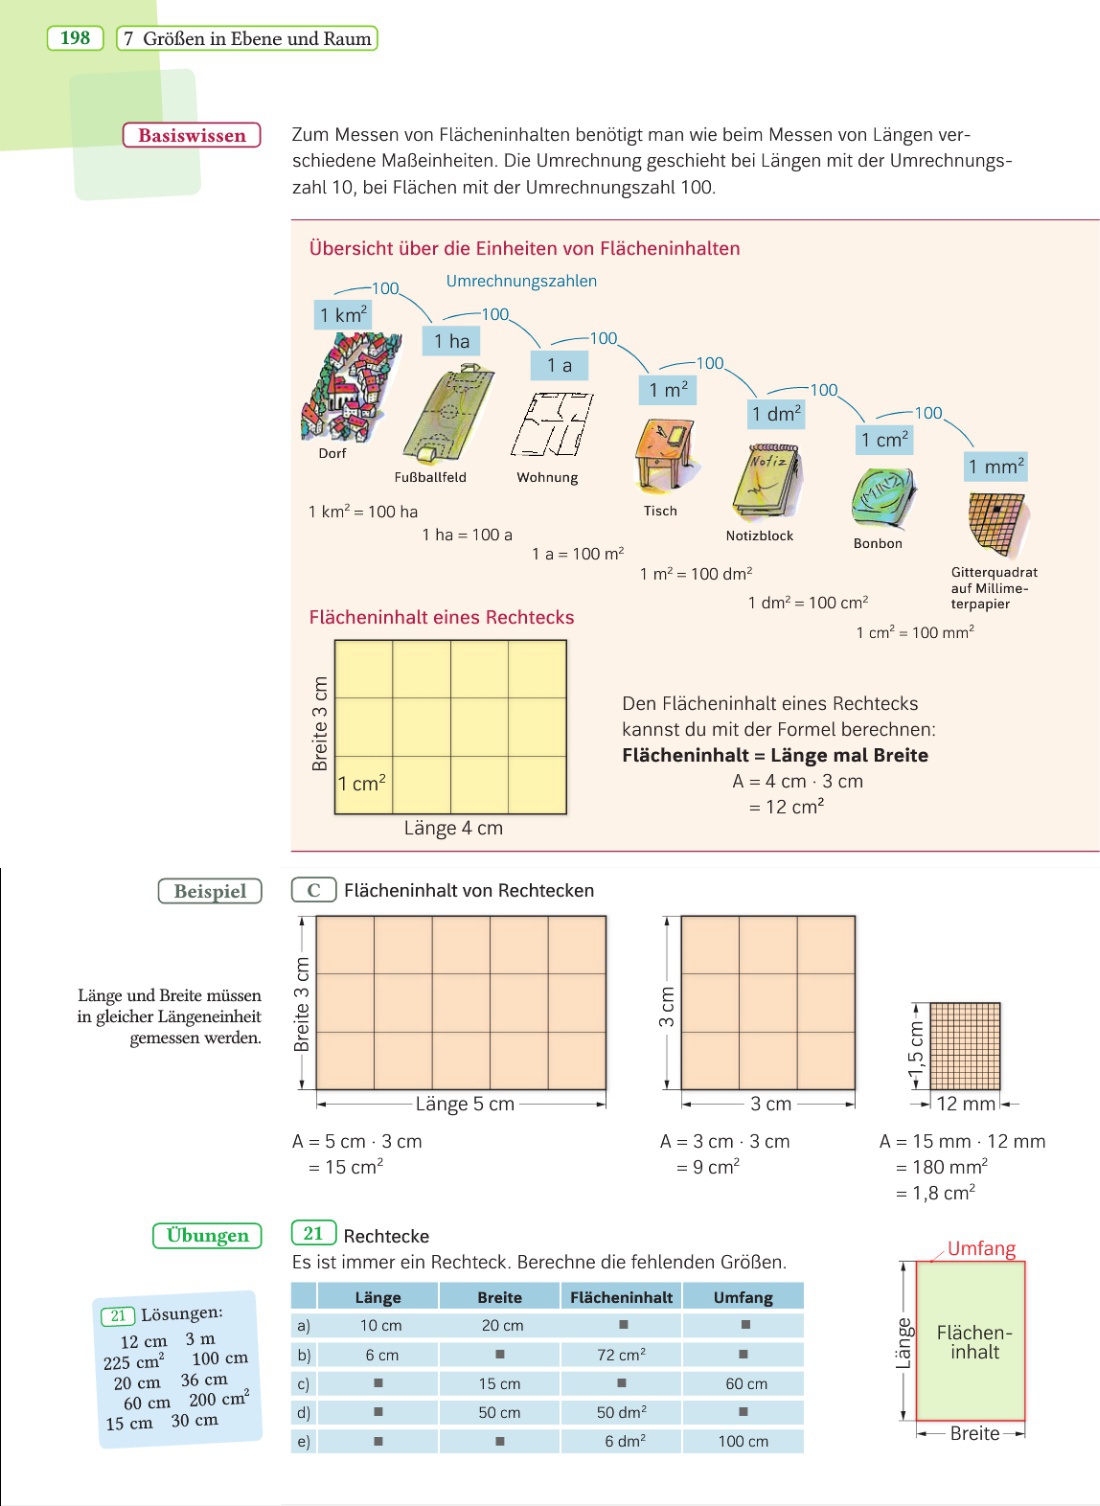 198
7 Größen in Ebene und Raum
Basiswissen
Zum Messen von Flächeninhalten benötigt man wie beim Messen von Längen ver-
schiedene Maßeinheiten. Die Umrechnung geschieht bei Längen mit der Umrechnungs-
zahl 10, bei Flächen mit der Umrechnungszahl 100.
Übersicht über die Einheiten von Flächeninhalten
Umrechnungszahlen
100
100
100
100
100
100
1 km²
1 ha
1 a
1 m²
1 dm²
1 cm²
1 mm²
Notiz
MINZ
Dorf
Fußballfeld
Wohnung
Tisch
Notizblock
Bonbon
Gitterquadrat
auf Millime-
terpapier
1 km² = 100 ha
1 ha = 100 a
1 a = 100 m²
1 m² = 100 dm²
1 dm² = 100 cm²
1 cm² = 100 mm²
Flächeninhalt eines Rechtecks
Breite 3 cm
1 cm²
Länge 4 cm
Den Flächeninhalt eines Rechtecks
kannst du mit der Formel berechnen:
Flächeninhalt = Länge mal Breite
A = 4 cm · 3 cm
= 12 cm²
Beispiel
C Flächeninhalt von Rechtecken
Länge und Breite müssen
in gleicher Längeneinheit
gemessen werden.
Breite 3 cm
Länge 5 cm
A = 5 cm · 3 cm
= 15 cm²
3 cm
3 cm
A = 3 cm · 3 cm
= 9 cm²
1,5 cm
12 mm
A = 15 mm · 12 mm
= 180 mm²
= 1,8 cm²
Übungen
21 Rechtecke
Es ist immer ein Rechteck. Berechne die fehlenden Größen.
Länge Breite Flächeninhalt Umfang
a) 10 cm 20 cm ■ ■
b) 6 cm ■ 72 cm² ■
c) ■ 15 cm ■ 60 cm
d) ■ 50 cm 50 dm² ■
e) ■ ■ 6 dm² 100 cm
21 Lösungen:
12 cm 3 m
225 cm² 100 cm
20 cm 36 cm
60 cm 200 cm²
15 cm 30 cm
Umfang
Länge
Flächen-
inhalt
Breite